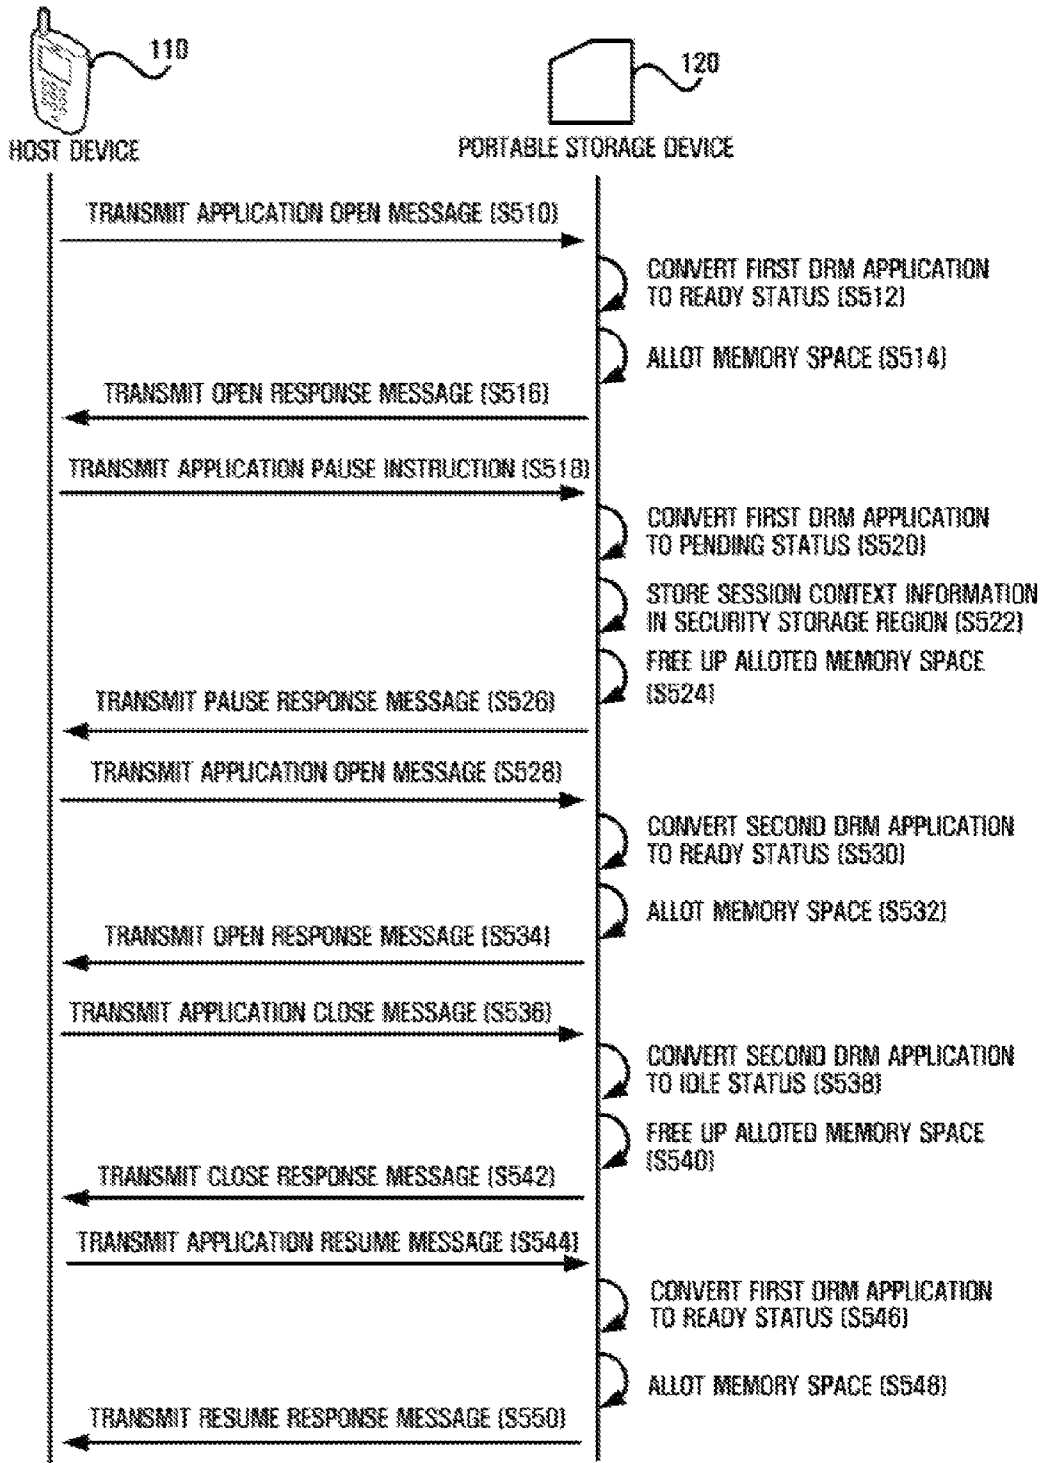 110
120
HOST DEVICE
PORTABLE STORAGE DEVICE
TRANSMIT APPLICATION OPEN MESSAGE (S510)
CONVERT FIRST DRM APPLICATION
TO READY STATUS (S512)
ALLOT MEMORY SPACE (S514)
TRANSMIT OPEN RESPONSE MESSAGE (S516)
TRANSMIT APPLICATION PAUSE INSTRUCTION (S518)
CONVERT FIRST DRM APPLICATION
TO PENDING STATUS (S520)
STORE SESSION CONTEXT INFORMATION
IN SECURITY STORAGE REGION (S522)
FREE UP ALLOTED MEMORY SPACE
(S524)
TRANSMIT PAUSE RESPONSE MESSAGE (S526)
TRANSMIT APPLICATION OPEN MESSAGE (S528)
CONVERT SECOND DRM APPLICATION
TO READY STATUS (S530)
ALLOT MEMORY SPACE (S532)
TRANSMIT OPEN RESPONSE MESSAGE (S534)
TRANSMIT APPLICATION CLOSE MESSAGE (S536)
CONVERT SECOND DRM APPLICATION
TO IDLE STATUS (S538)
FREE UP ALLOTED MEMORY SPACE
(S540)
TRANSMIT CLOSE RESPONSE MESSAGE (S542)
TRANSMIT APPLICATION RESUME MESSAGE (S544)
CONVERT FIRST DRM APPLICATION
TO READY STATUS (S546)
ALLOT MEMORY SPACE (S548)
TRANSMIT RESUME RESPONSE MESSAGE (S550)